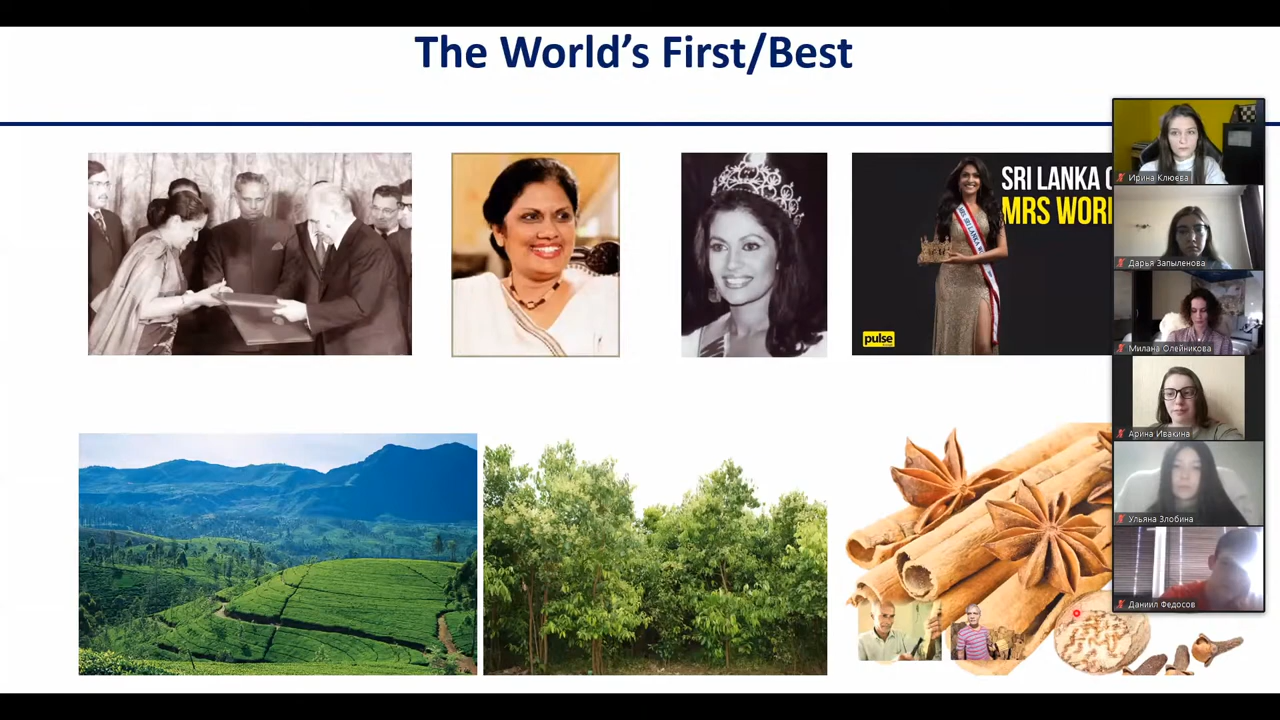 The World's First/Best
SRI LANKA
MRS WOR
pulse
Ирина Клюева
Дарья Запыленова
Милана Олейникова
Арина Ивакина
Ульяна Злобина
Даниил Федосов